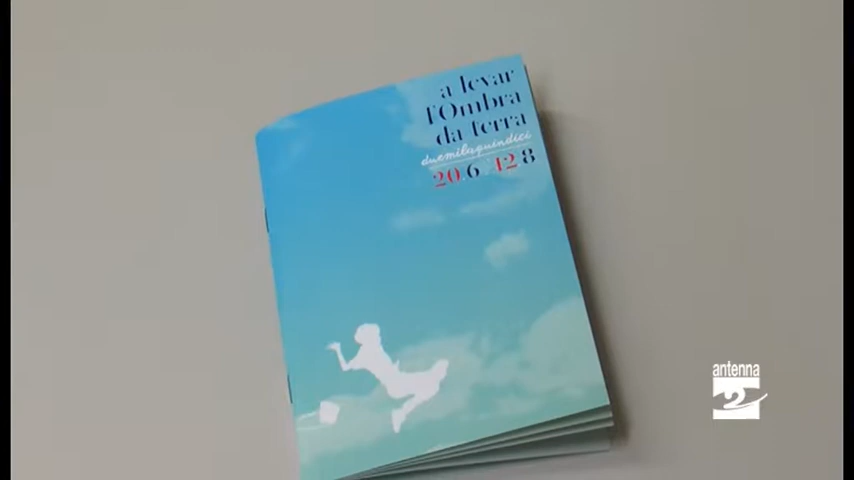 a levar
l'Ombra
da terra
duemilaquindici
20.6 12.8
antenna
2